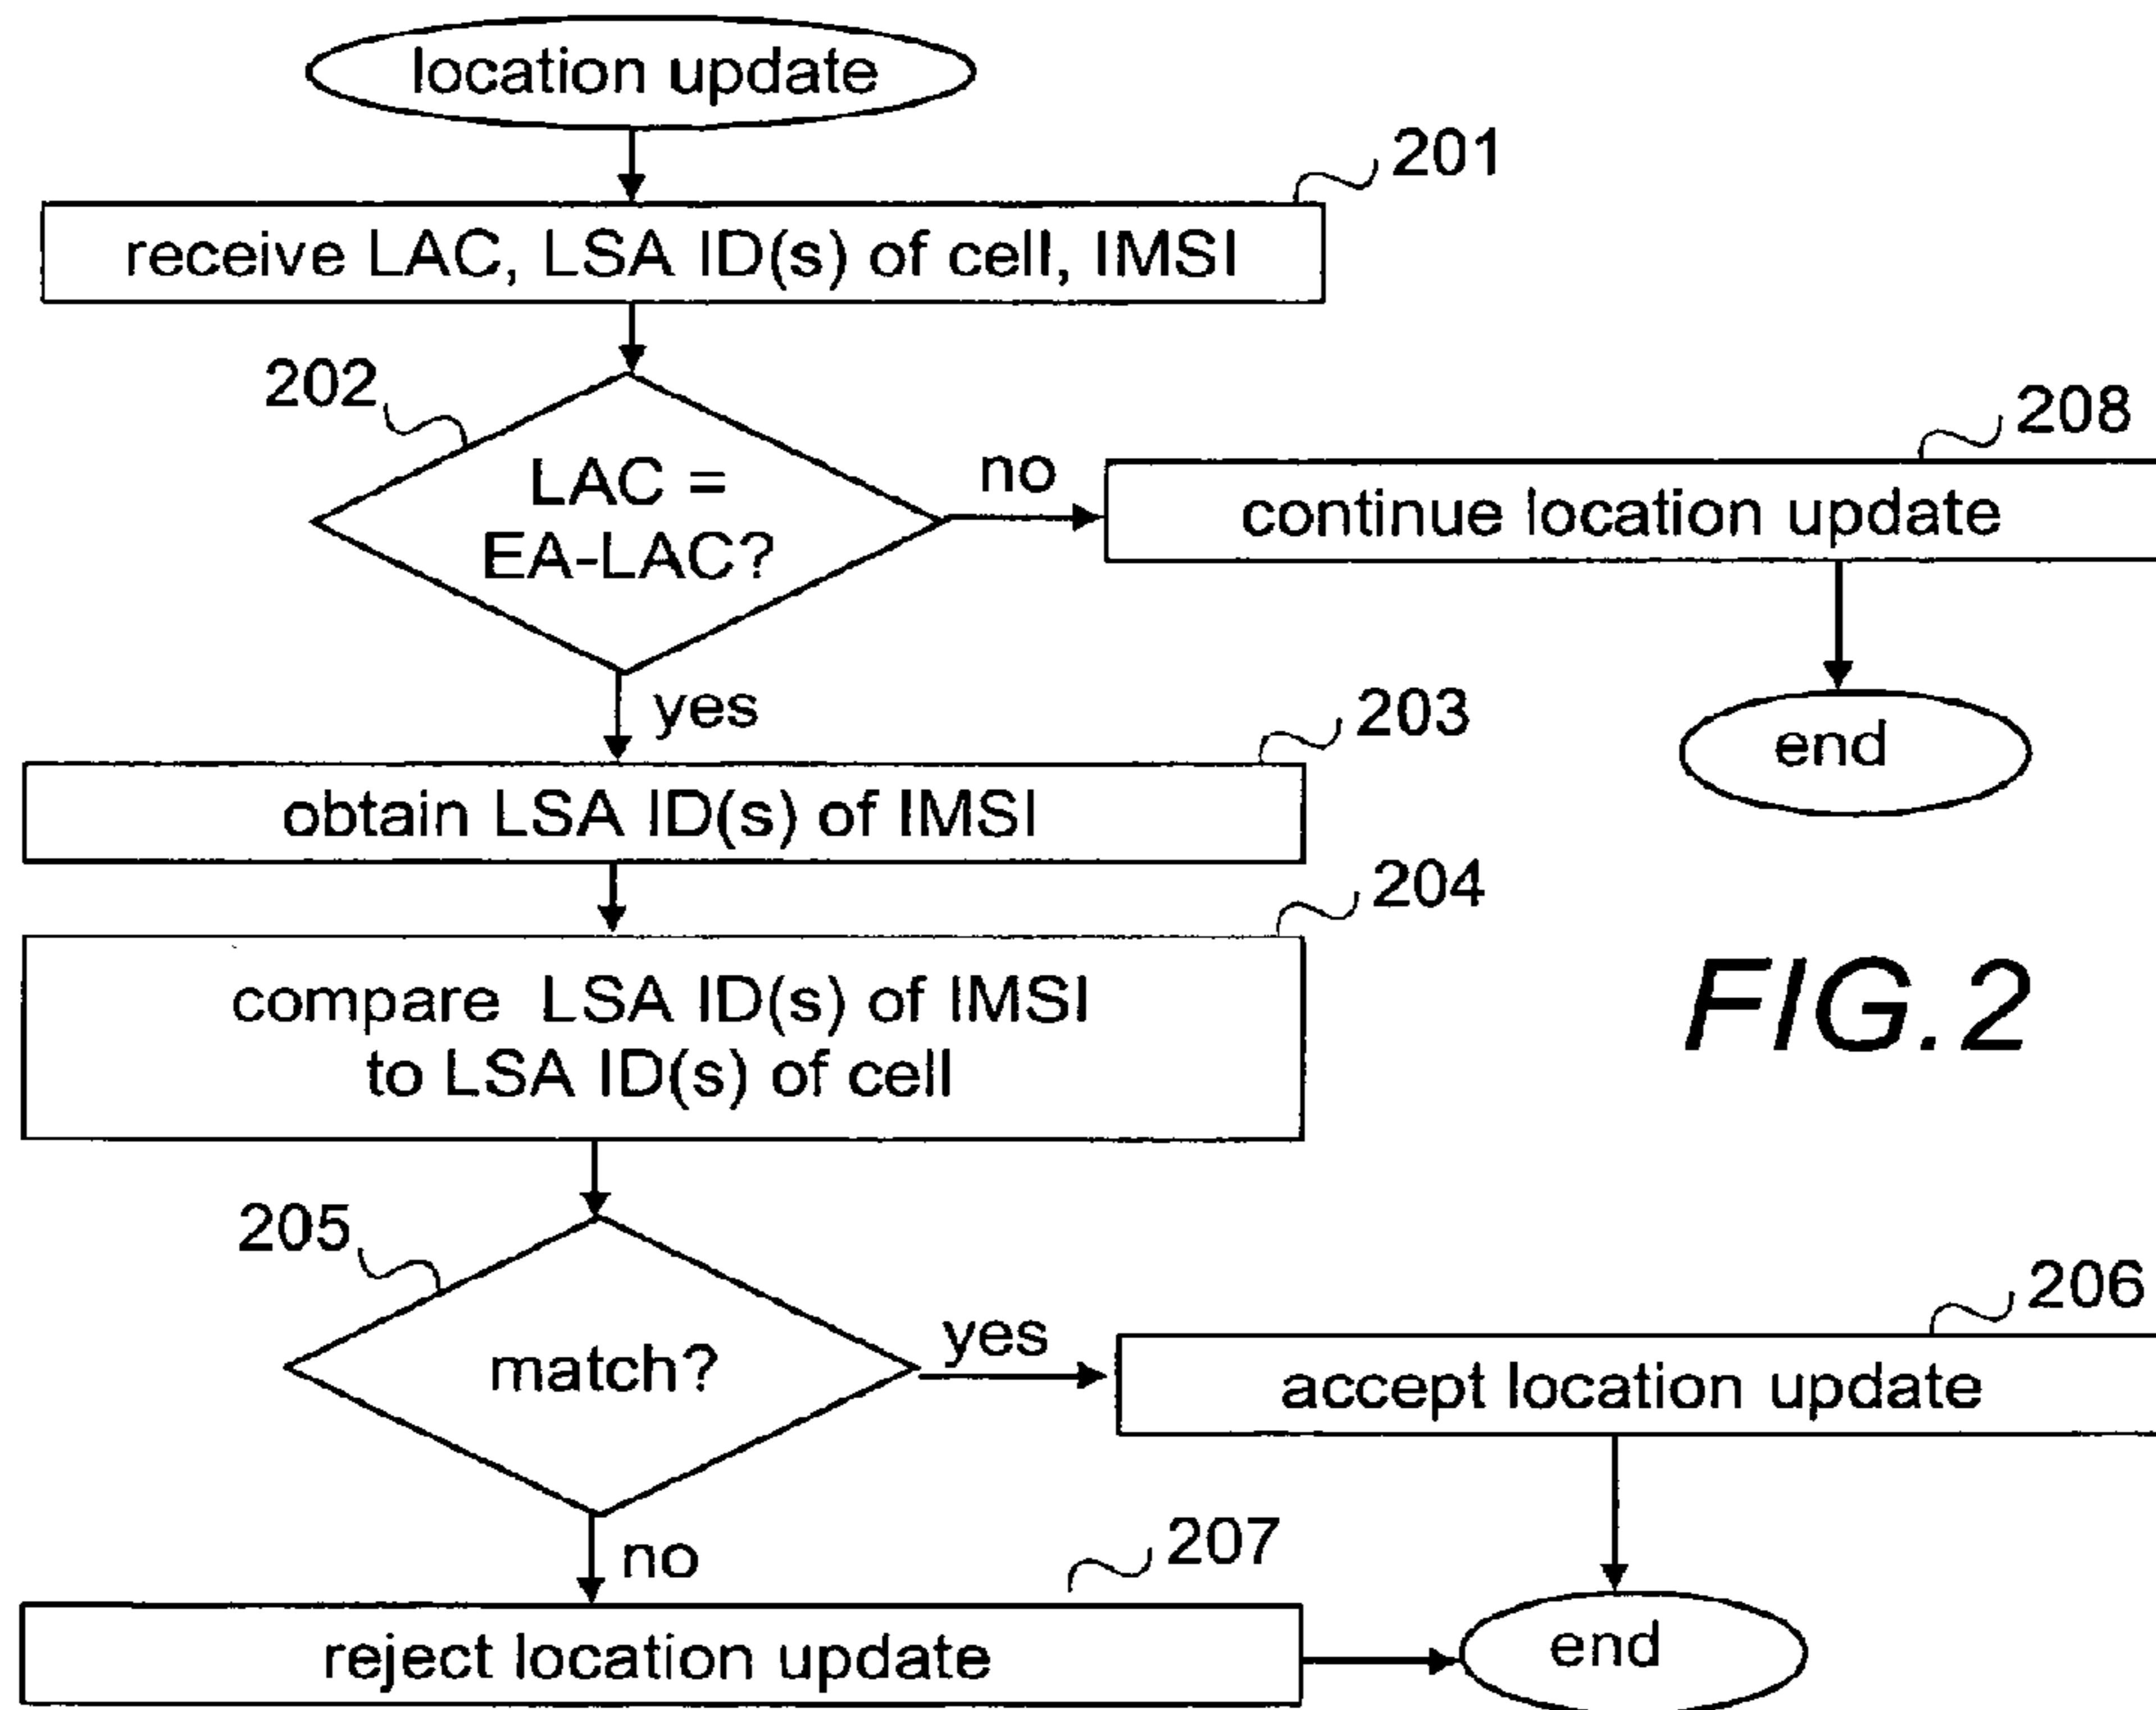 location update
201
receive LAC, LSA ID(s) of cell, IMSI
202
LAC =
EA-LAC?
no
208
continue location update
yes
203
end
obtain LSA ID(s) of IMSI
204
compare LSA ID(s) of IMSI
to LSA ID(s) of cell
FIG.2
205
match?
yes
206
accept location update
no
207
reject location update
end